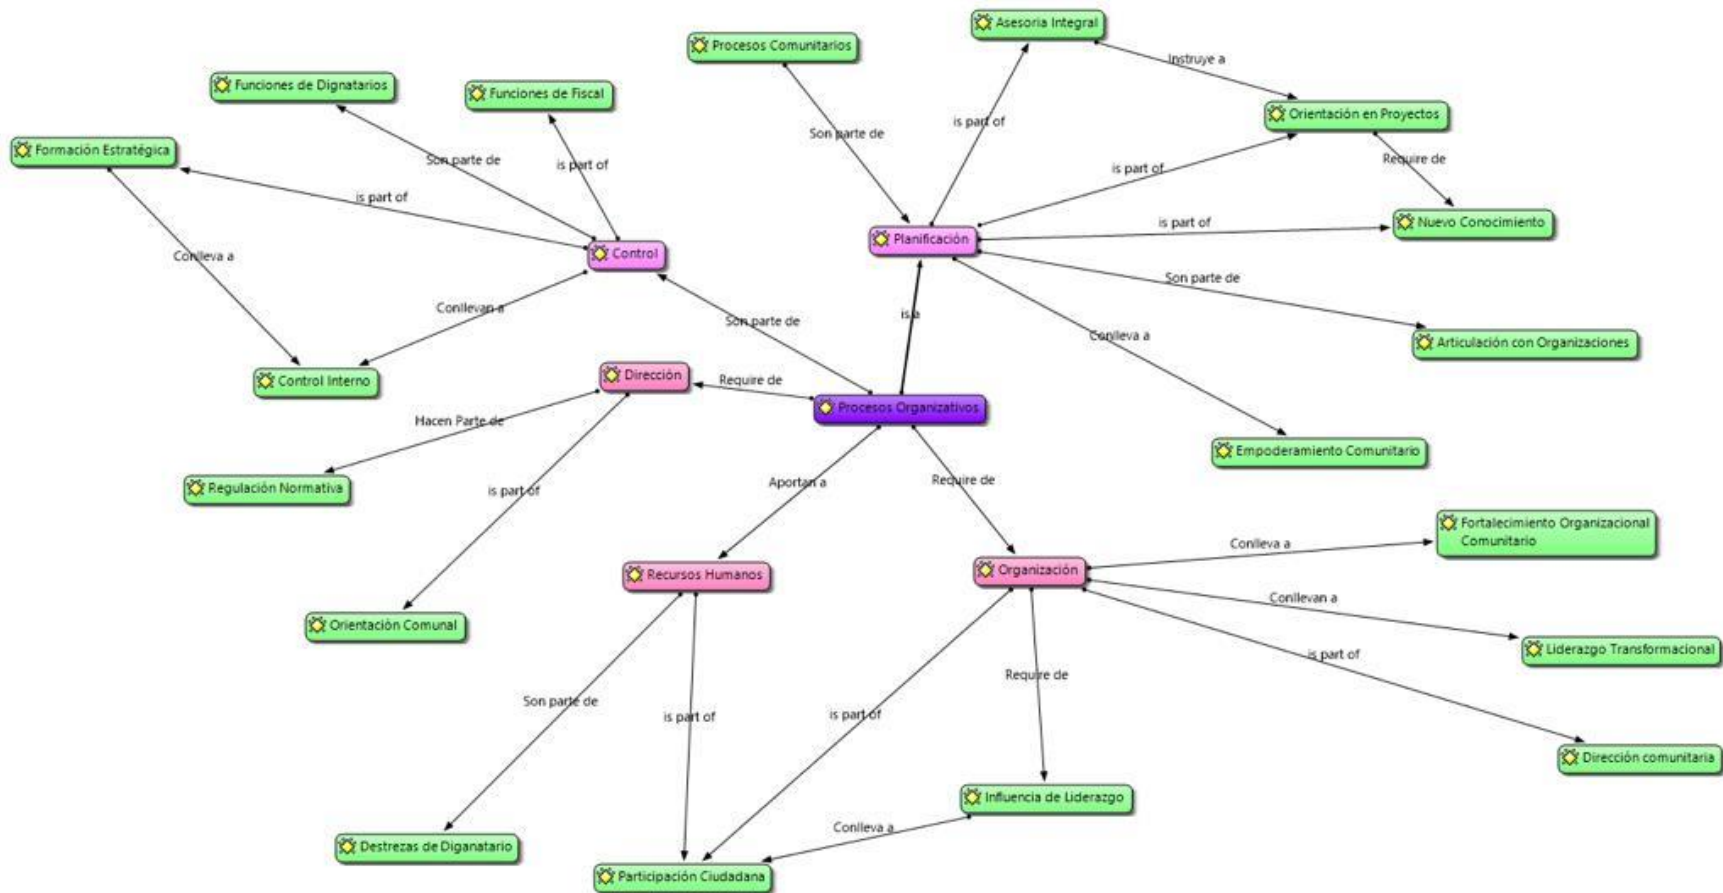 Asesoria Integral
Procesos Comunitarios
Instruye a
Funciones de Dignatarios
Funciones de Fiscal
Orientación en Proyectos
is part of
Son parte de
Formación Estratégica
Son parte de
is part of
Require de
is part of
is part of
Nuevo Conocimiento
is part of
Planificación
Control
Conlleva a
Son parte de
Conllevan a
Son parte de
is a
Conlleva a
Articulación con Organizaciones
Control Interno
Dirección
Require de
Procesos Organizativos
Hacen Parte de
Empoderamiento Comunitario
Regulación Normativa
is part of
Aportan a
Require de
Fortalecimiento Organizacional
Comunitario
Conlleva a
Recursos Humanos
Organización
Conllevan a
Orientación Comunal
Liderazgo Transformacional
is part of
Require de
Son parte de
is part of
is part of
Dirección comunitaria
Influencia de Liderazgo
Conlleva a
Destrezas de Diganatario
Participación Ciudadana